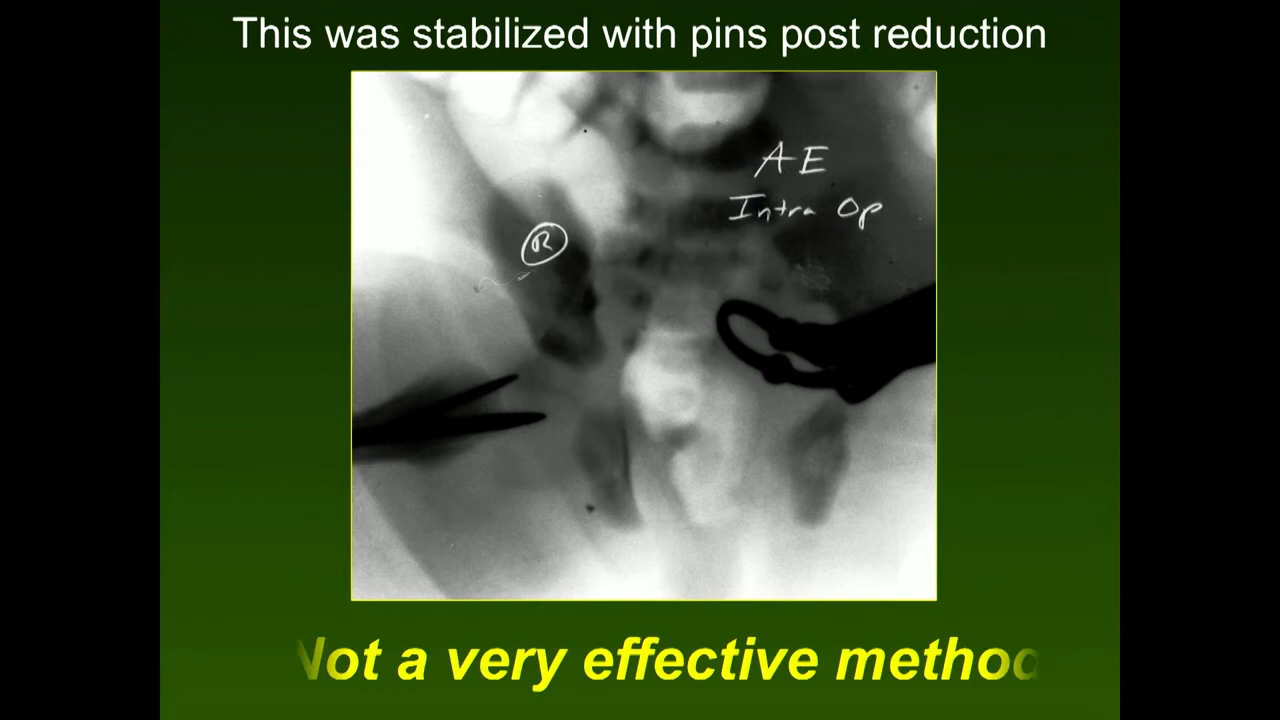 This was stabilized with pins post reduction
AE
Intra Op
R
Not a very effective method